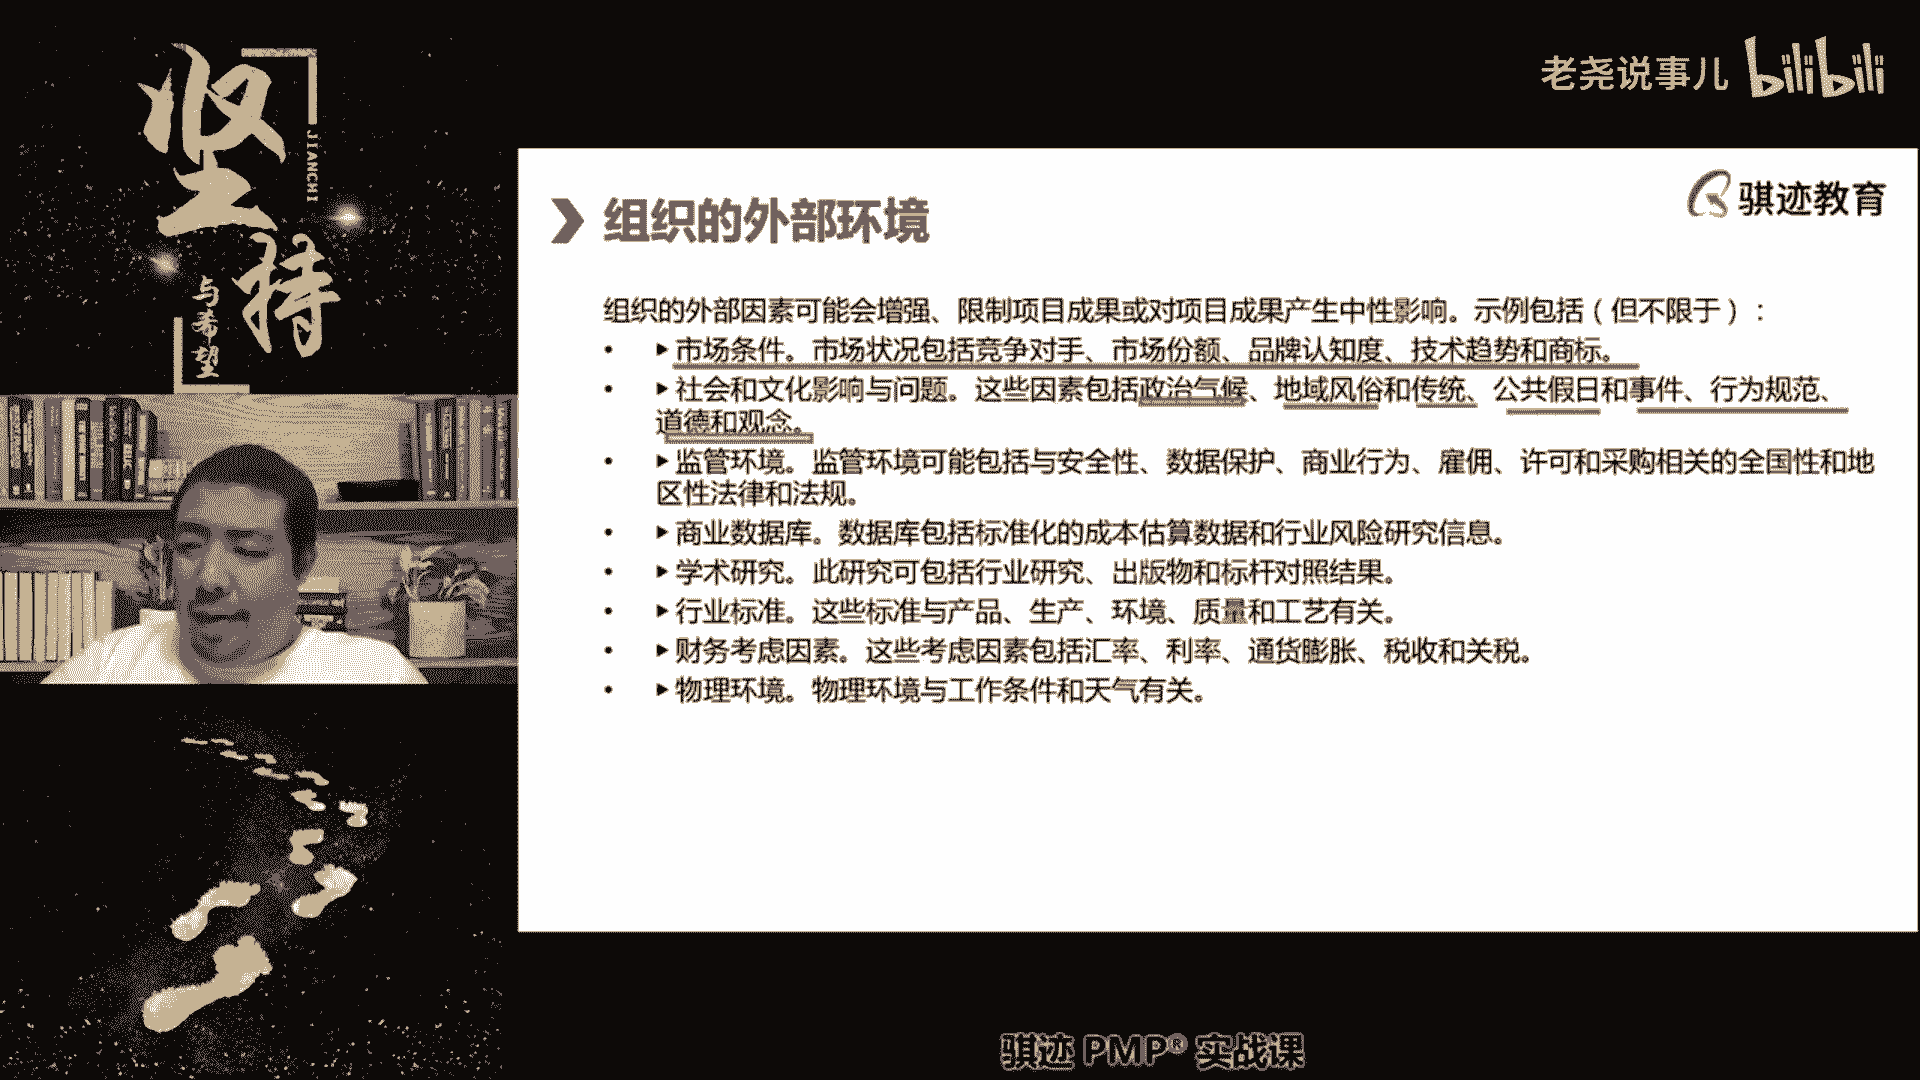 坚持
JIANCHI
与希望
老尧说事儿 bilibili
骐迹教育
组织的外部环境
组织的外部因素可能会增强、限制项目成果或对项目成果产生中性影响。示例包括（但不限于）：
• ▶市场条件。市场状况包括竞争对手、市场份额、品牌认知度、技术趋势和商标。
• ▶社会和文化影响与问题。这些因素包括政治气候、地域风俗和传统、公共假日和事件、行为规范、
道德和观念。
• ▶监管环境。监管环境可能包括与安全性、数据保护、商业行为、雇佣、许可和采购相关的全国性和地
区性法律和法规。
• ▶商业数据库。数据库包括标准化的成本估算数据和行业风险研究信息。
• ▶学术研究。此研究可包括行业研究、出版物和标杆对照结果。
• ▶行业标准。这些标准与产品、生产、环境、质量和工艺有关。
• ▶财务考虑因素。这些考虑因素包括汇率、利率、通货膨胀、税收和关税。
• ▶物理环境。物理环境与工作条件和天气有关。
骐迹 PMP® 实战课